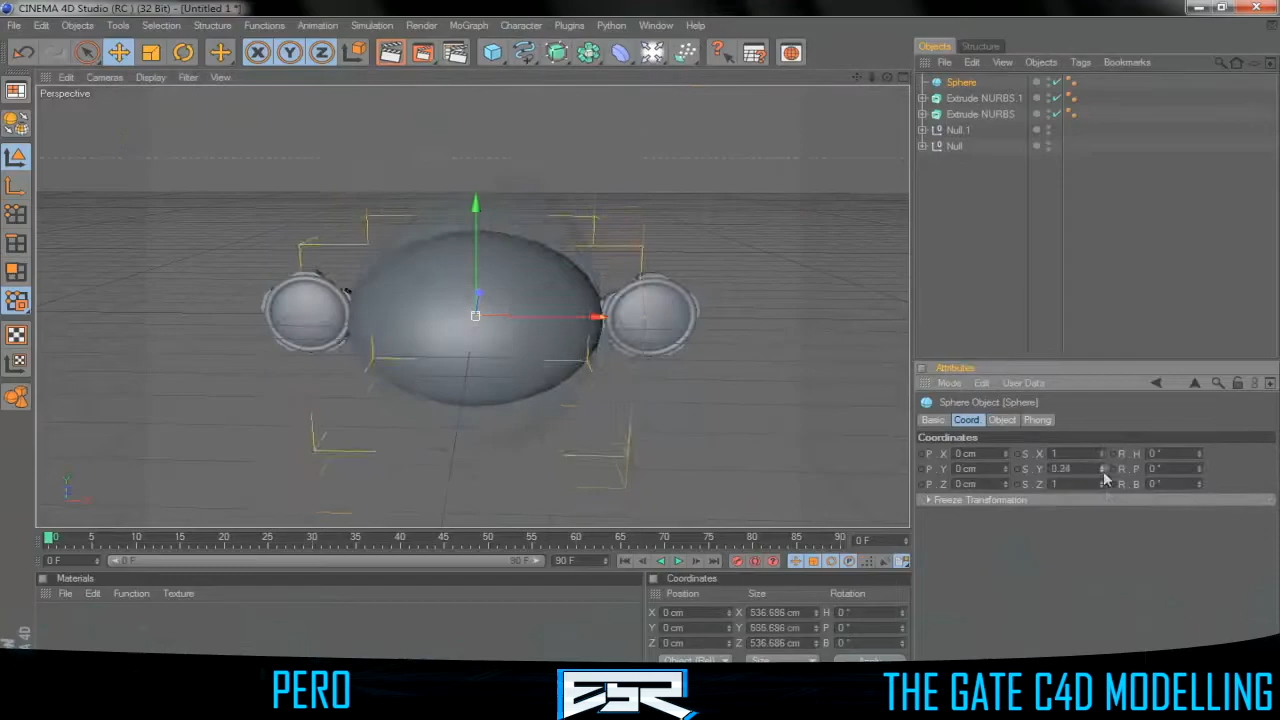 CINEMA 4D Studio (RC) (32 Bit) - [Untitled 1 *]
File Edit Objects Tools Selection Structure Functions Animation Simulation Render MoGraph Character Plugins Python Window Help
Objects Structure
File Edit View Objects Tags Bookmarks
Edit Cameras Display Filter View
Perspective
Sphere
Extrude NURBS.1
Extrude NURBS
Null.1
Null
Attributes
Mode Edit User Data
Sphere Object [Sphere]
Basic Coord Object Phong
Coordinates
P . X 0 cm S . X 1 R . H 0 °
P . Y 0 cm S . Y R . P 0 °
P . Z 0 cm S . Z 1 R . B 0 °
Freeze Transformation
0 5 10 15 20 25 30 35 40 45 50 55 60 65 70 75 80 85 90 0 F
0 F 0 F 90 F 90 F
Materials
File Edit Function Texture
Coordinates
Position Size Rotation
X 0 cm X 536.686 cm H 0 °
Y 0 cm Y cm P 0 °
Z 0 cm Z 536.686 cm B 0 °
Object (Rel) Size Apply
PERO
THE GATE C4D MODELLING